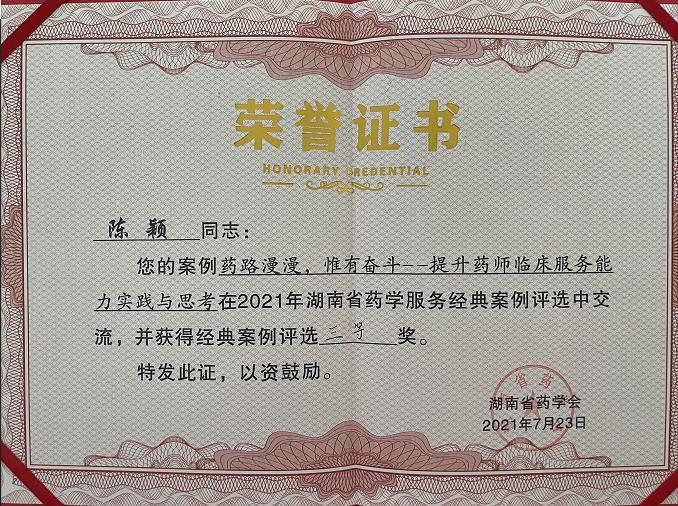 荣誉证书
HONORARY CREDENTIAL
陈颖 同志：
您的案例药路漫漫，惟有奋斗--提升药师临床服务能
力实践与思考在2021年湖南省药学服务经典案例评选中交
流，并获得经典案例评选三等奖。
特发此证，以资鼓励。
湖南省药学会
2021年7月23日
省药